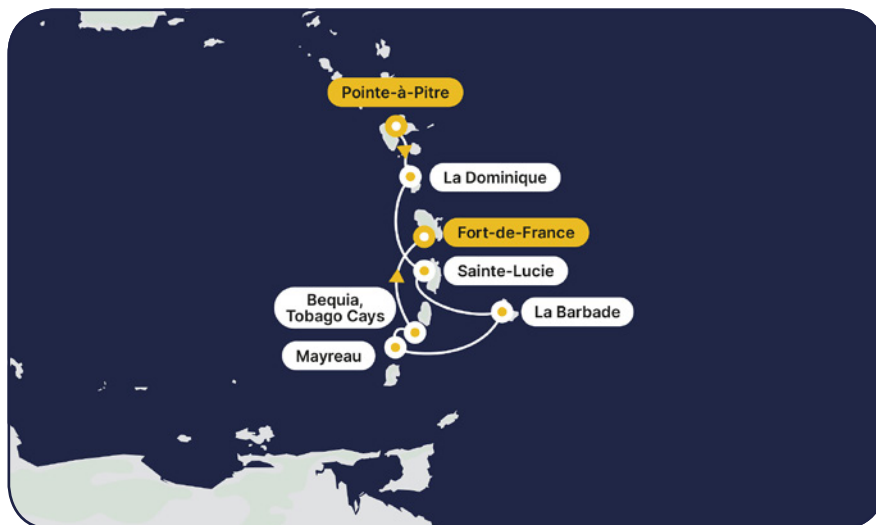 Pointe-à-Pitre
La Dominique
Fort-de-France
Sainte-Lucie
Bequia,
Tobago Cays
La Barbade
Mayreau